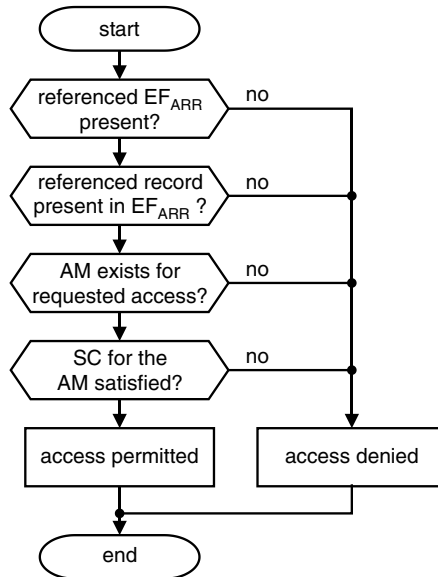 start
referenced EF_ARR no
present?
referenced record no
present in EF_ARR ?
AM exists for no
requested access?
SC for the no
AM satisfied?
access permitted access denied
end